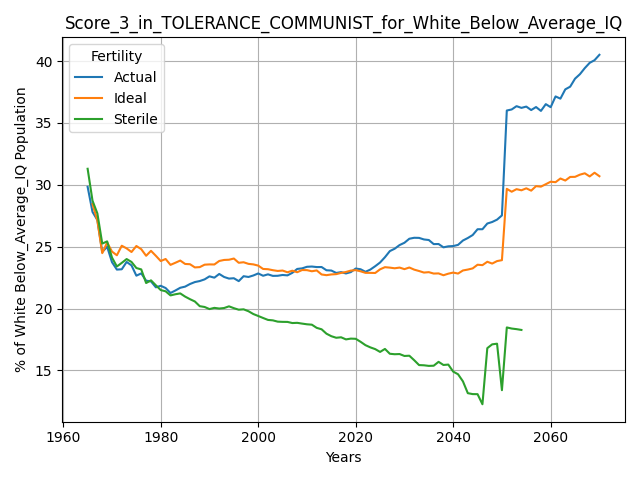 Score_3_in_TOLERANCE_COMMUNIST_for_White_Below_Average_IQ
Fertility
Actual
Ideal
Sterile
% of White Below_Average_IQ Population
40
35
30
25
20
15
1960 1980 2000 2020 2040 2060
Years